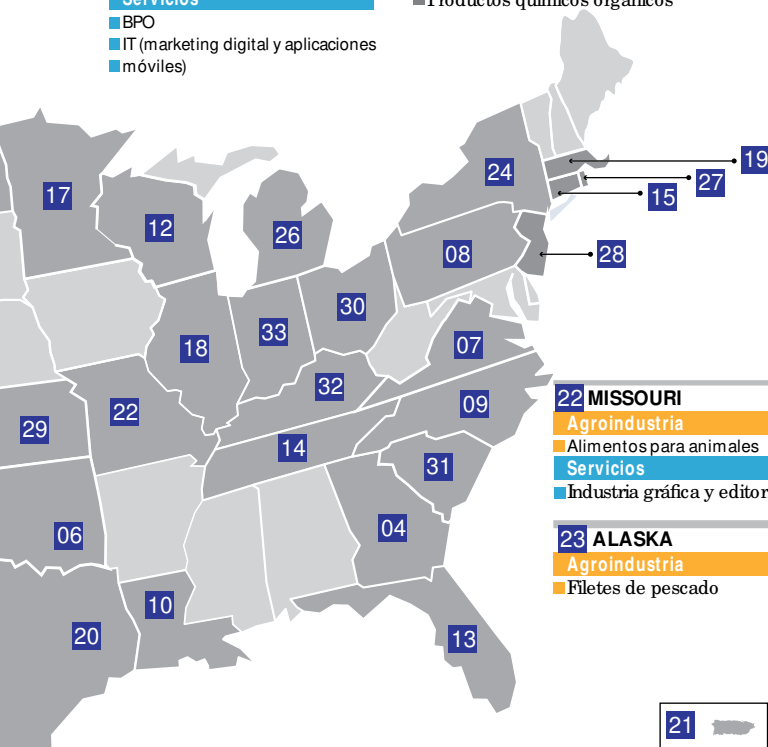 Servicios
BPO
IT (marketing digital y aplicaciones
móviles)
Productos químicos orgánicos
17
12
26
24
19
27
15
08
28
30
33
18
07
32
09
22
29
14
31
04
06
10
20
13
22 MISSOURI
Agroindustria
Alimentos para animales
Servicios
Industria gráfica y editor
23 ALASKA
Agroindustria
Filetes de pescado
21